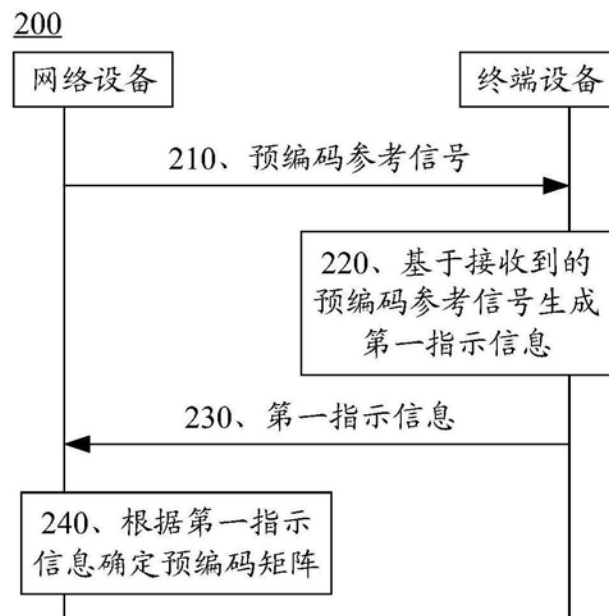 200
网络设备
终端设备
210、预编码参考信号
220、基于接收到的
预编码参考信号生成
第一指示信息
230、第一指示信息
240、根据第一指示
信息确定预编码矩阵